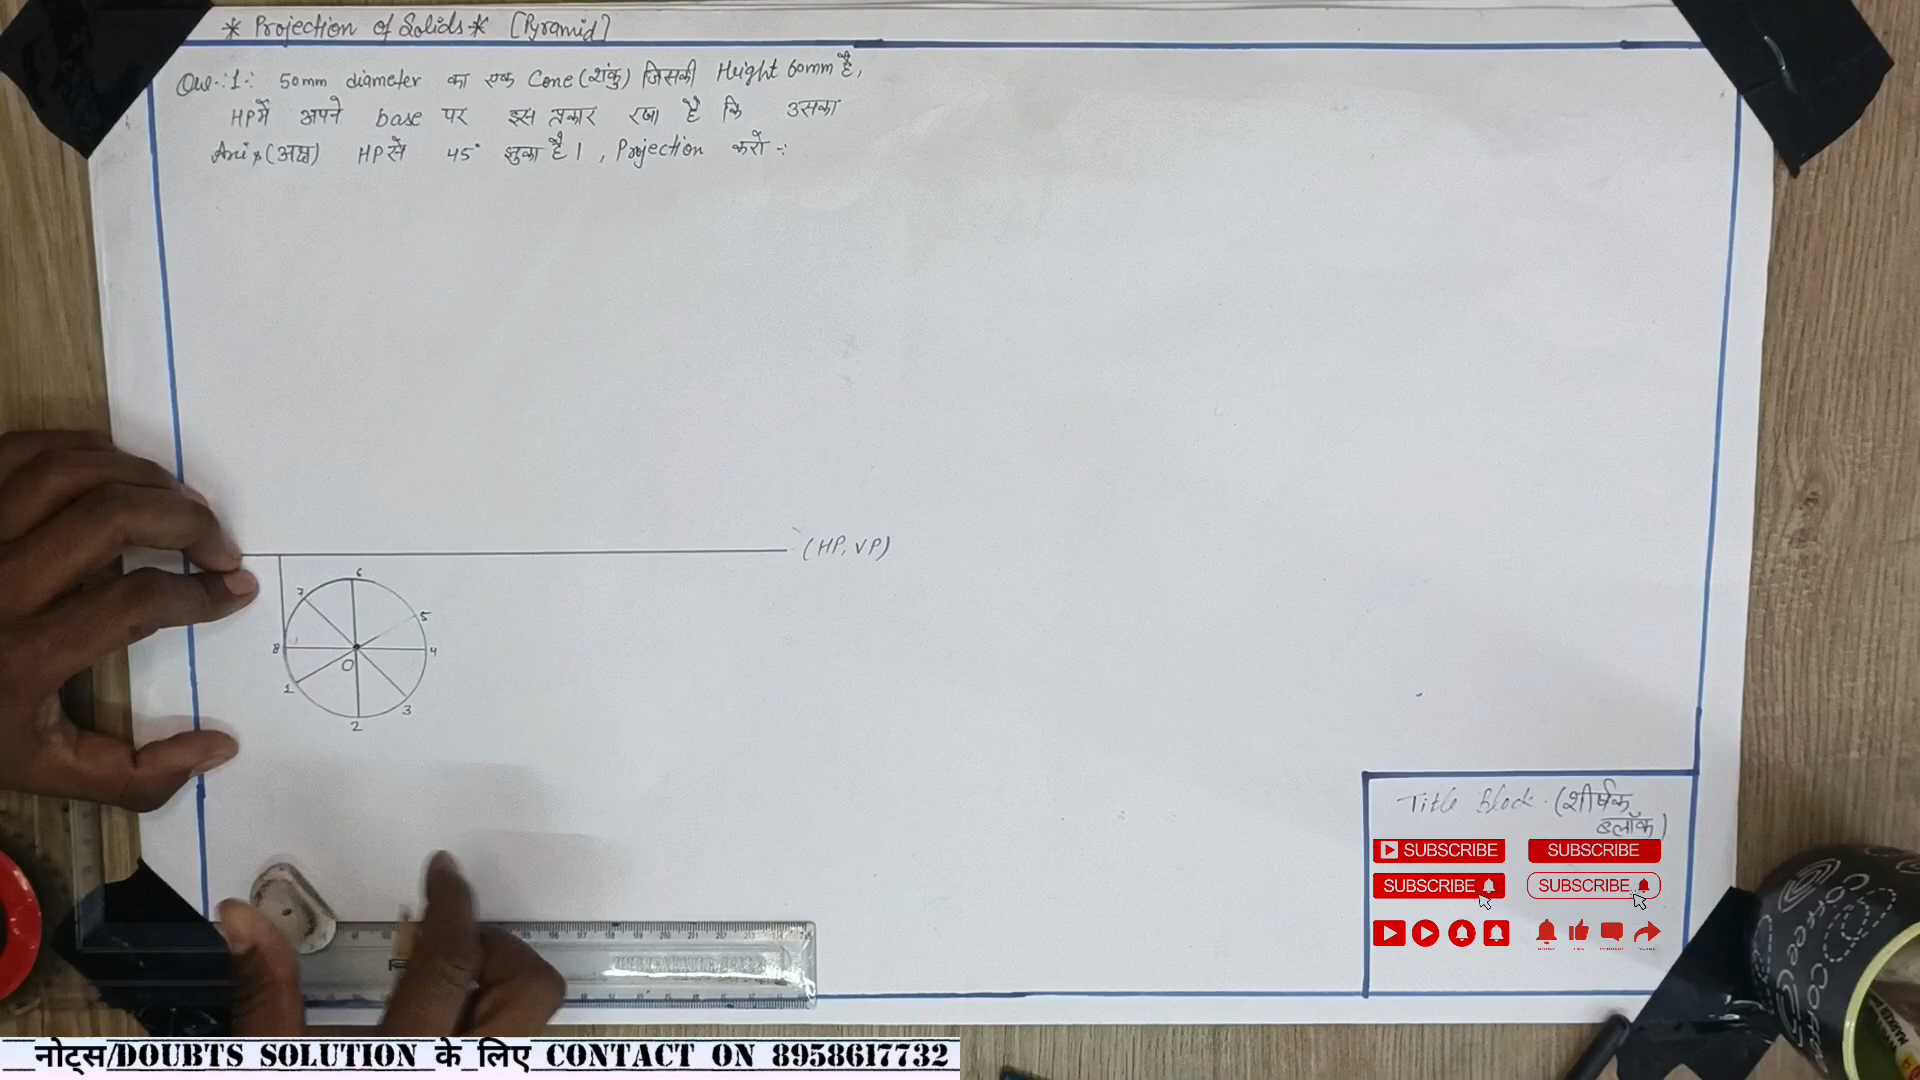 * Projection of Solids * [Pyramid]
Que-:1:- 50mm diameter का एक Cone (शंकु) जिसकी Height 60mm है,
HP में अपने base पर इस प्रकार रखा है कि उसका
Axis (अक्ष) HP से 45° झुका है। , Projection करो -:
(HP, VP)
6
7
5
8
4
O
1
3
2
Title Block - (शीर्षक
ब्लॉक)
SUBSCRIBE SUBSCRIBE
SUBSCRIBE SUBSCRIBE
नोट्स/DOUBTS SOLUTION के लिए CONTACT ON 8958617732